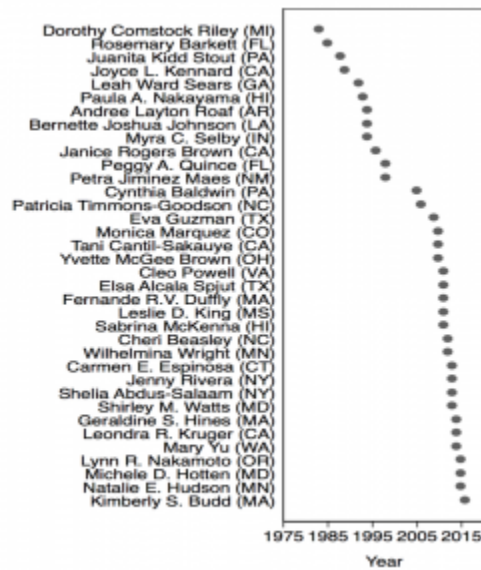 Dorothy Comstock Riley (MI)
Rosemary Barkett (FL)
Juanita Kidd Stout (PA)
Joyce L. Kennard (CA)
Leah Ward Sears (GA)
Paula A. Nakayama (HI)
Andree Layton Roaf (AR)
Bernette Joshua Johnson (LA)
Myra C. Selby (IN)
Janice Rogers Brown (CA)
Peggy A. Quince (FL)
Petra Jiminez Maes (NM)
Cynthia Baldwin (PA)
Patricia Timmons-Goodson (NC)
Eva Guzman (TX)
Monica Marquez (CO)
Tani Cantil-Sakauye (CA)
Yvette McGee Brown (OH)
Cleo Powell (VA)
Elsa Alcala Spjut (TX)
Fernande R.V. Duffly (MA)
Leslie D. King (MS)
Sabrina McKenna (HI)
Cheri Beasley (NC)
Wilhelmina Wright (MN)
Carmen E. Espinosa (CT)
Jenny Rivera (NY)
Shelia Abdus-Salaam (NY)
Shirley M. Watts (MD)
Geraldine S. Hines (MA)
Leondra R. Kruger (CA)
Mary Yu (WA)
Lynn R. Nakamoto (OR)
Michele D. Hotten (MD)
Natalie E. Hudson (MN)
Kimberly S. Budd (MA)
1975 1985 1995 2005 2015
Year